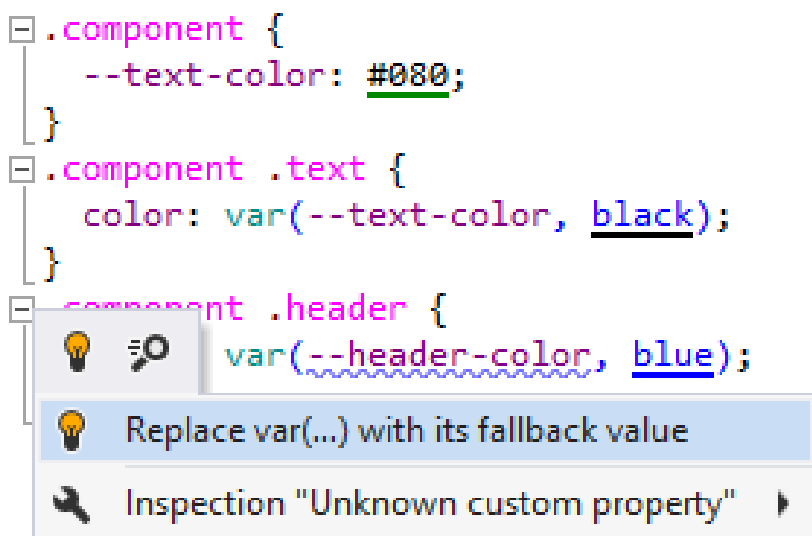 .component {
--text-color: #080;
}
.component .text {
color: var(--text-color, black);
}
.component .header {
var(--header-color, blue);
Replace var(...) with its fallback value
Inspection "Unknown custom property"